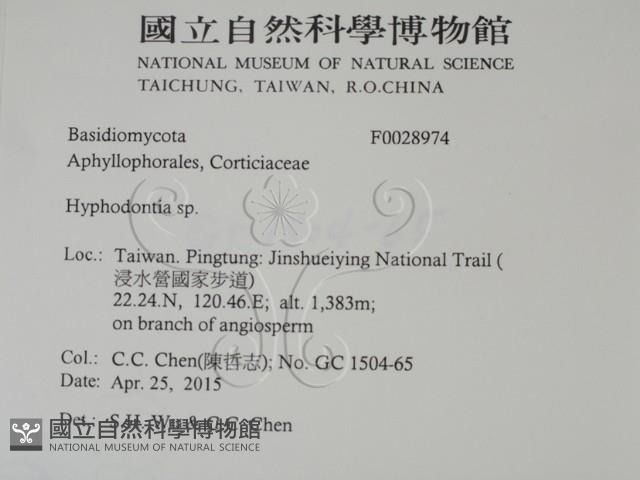 國立自然科學博物館
NATIONAL MUSEUM OF NATURAL SCIENCE
TAICHUNG, TAIWAN, R.O.CHINA
Basidiomycota F0028974
Aphyllophorales, Corticiaceae
Hyphodontia sp.
Loc.: Taiwan. Pingtung: Jinshueiying National Trail (
浸水營國家步道)
22.24.N, 120.46.E; alt. 1,383m;
on branch of angiosperm
Col.: C.C. Chen(陳哲志); No. GC 1504-65
Date: Apr. 25, 2015
Det.: S.H. Wu & C.C. Chen
國立自然科學博物館
NATIONAL MUSEUM OF NATURAL SCIENCE